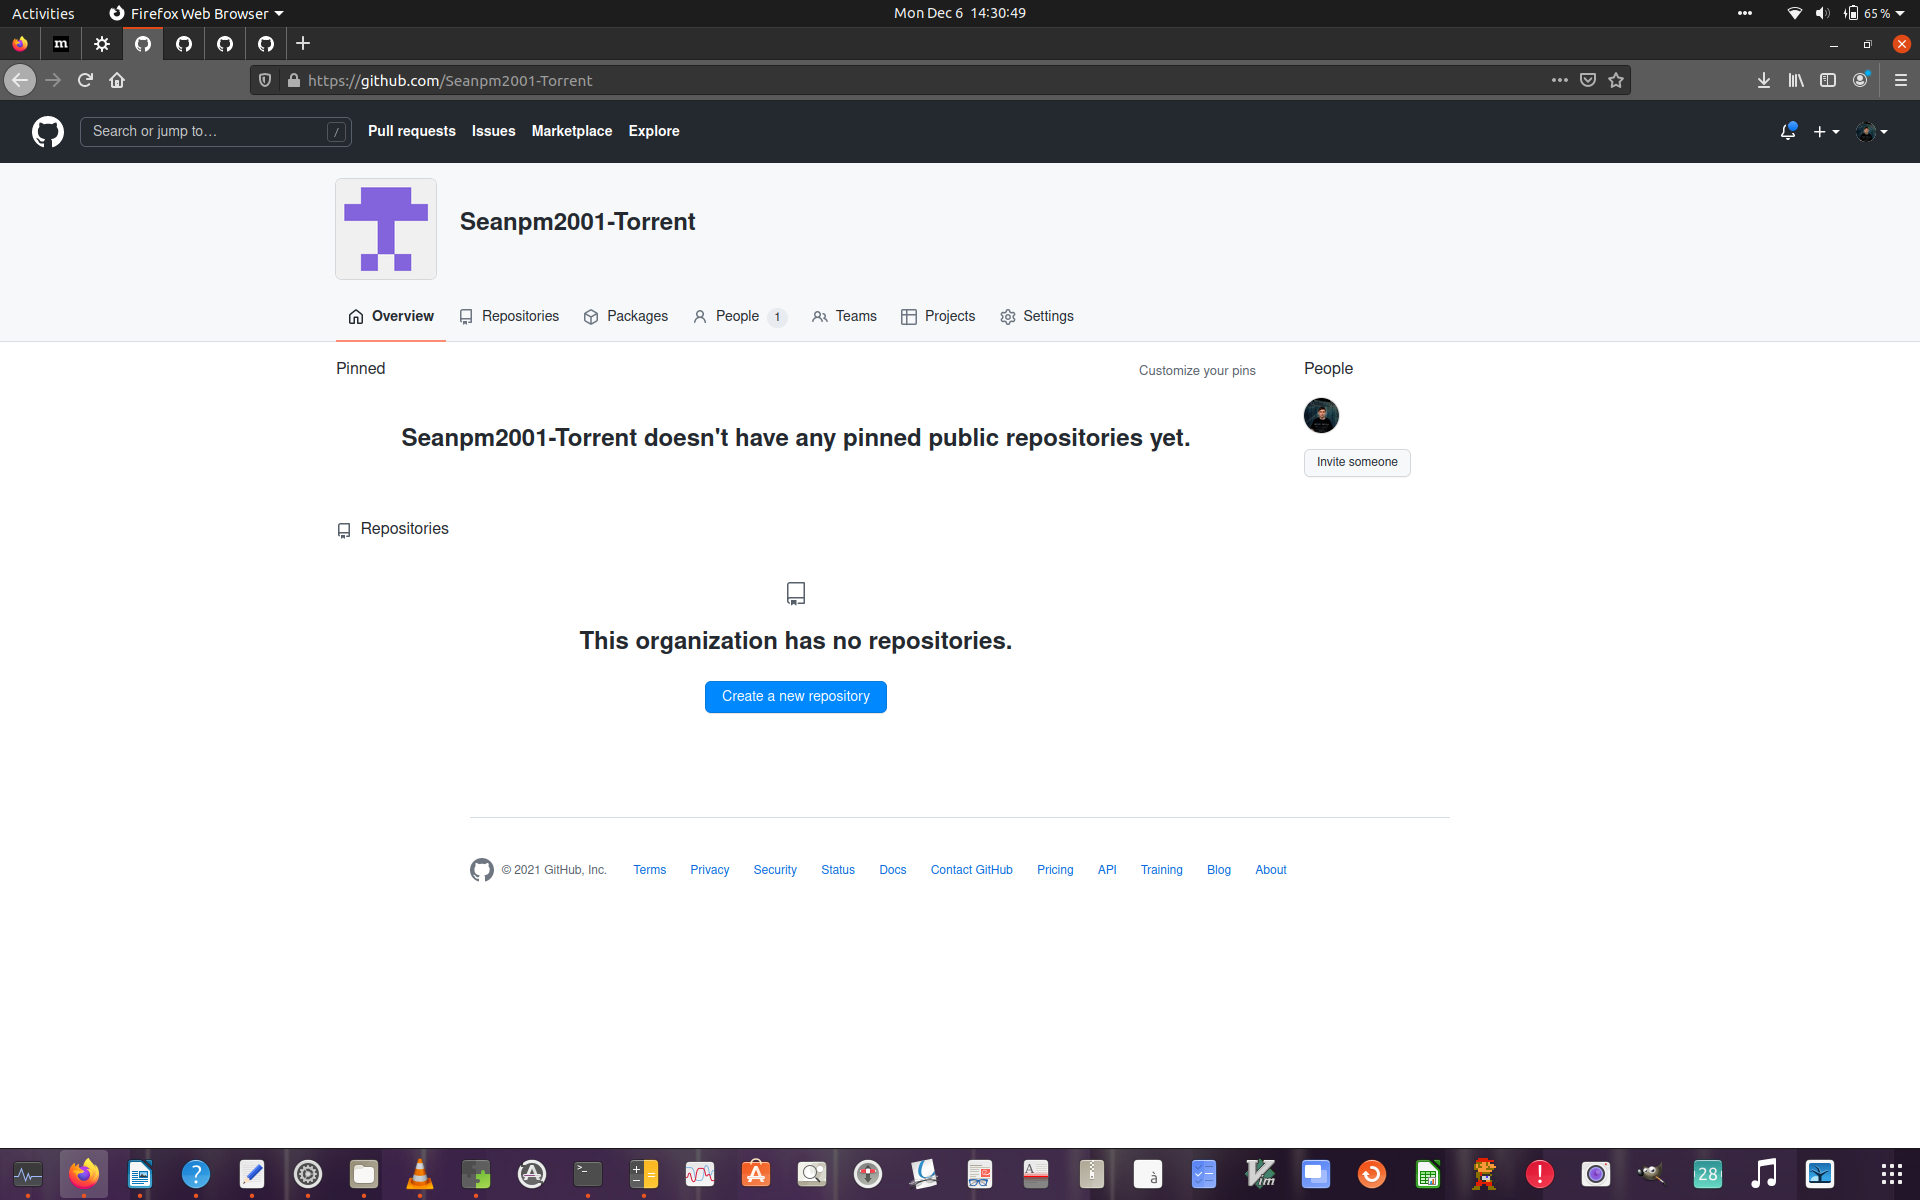 Activities Firefox Web Browser Mon Dec 6 14:30:49 65 %
m
https://github.com/Seanpm2001-Torrent
Search or jump to… / Pull requests Issues Marketplace Explore
Seanpm2001-Torrent
Overview Repositories Packages People 1 Teams Projects Settings
Pinned Customize your pins People
Seanpm2001-Torrent doesn't have any pinned public repositories yet.
Invite someone
Repositories
This organization has no repositories.
Create a new repository
© 2021 GitHub, Inc. Terms Privacy Security Status Docs Contact GitHub Pricing API Training Blog About
28